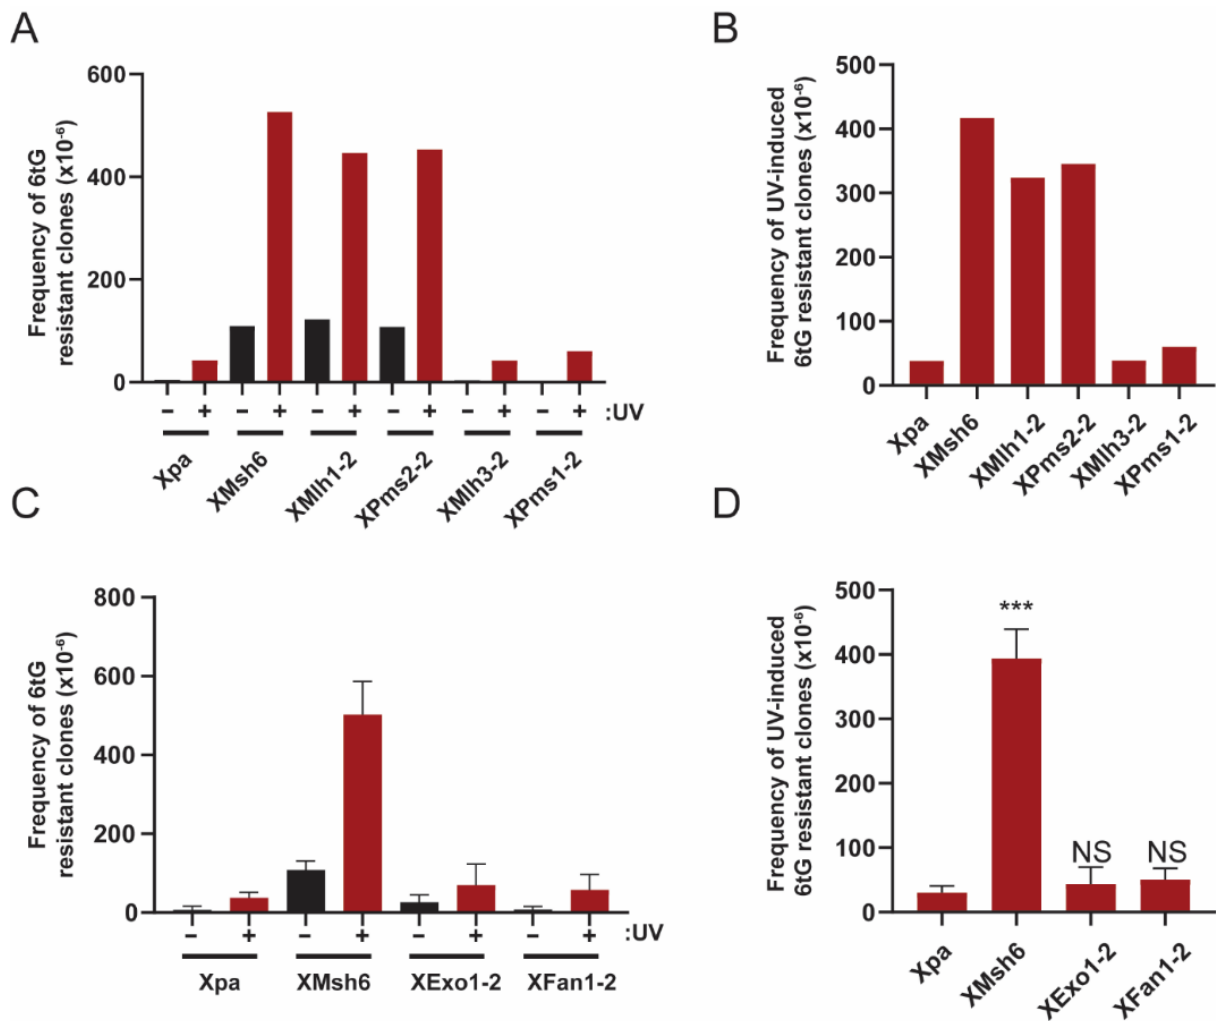 A
Frequency of 6tG
resistant clones (x10⁻⁶)
600
400
200
0
– + – + – + – + – + – + :UV
Xpa XMsh6 XMlh1-2 XPms2-2 XMlh3-2 XPms1-2
B
Frequency of UV-induced
6tG resistant clones (x10⁻⁶)
500
400
300
200
100
0
Xpa XMsh6 XMlh1-2 XPms2-2 XMlh3-2 XPms1-2
C
Frequency of 6tG
resistant clones (x10⁻⁶)
800
600
400
200
0
– + – + – + – + :UV
Xpa XMsh6 XExo1-2 XFan1-2
D
Frequency of UV-induced
6tG resistant clones (x10⁻⁶)
500
400
300
200
100
0
***
NS NS
Xpa XMsh6 XExo1-2 XFan1-2